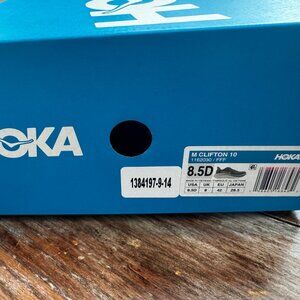 HOKA
M CLIFTON 10
1162030 / FFF
HOKA
8.5D
1384197-9-14
USA UK EU JAPAN
8.5D 8 42 26.5